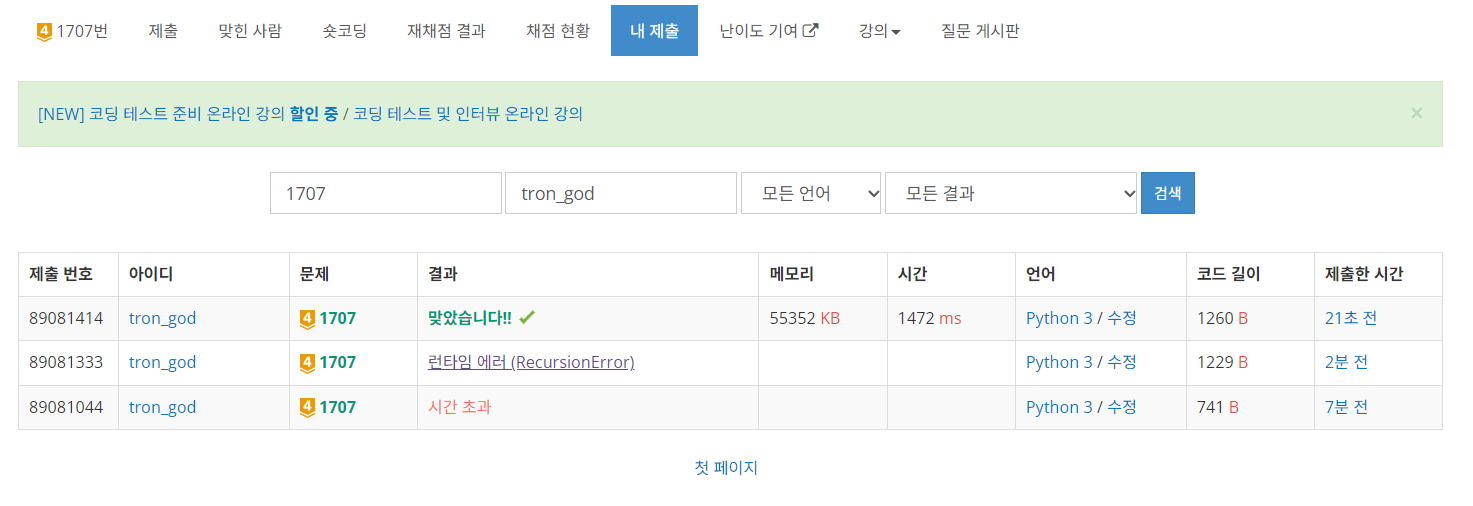 4 1707번 제출 맞힌 사람 숏코딩 재채점 결과 채점 현황 내 제출 난이도 기여 강의 질문 게시판
[NEW] 코딩 테스트 준비 온라인 강의 할인 중 / 코딩 테스트 및 인터뷰 온라인 강의 ×
1707 tron_god 모든 언어 모든 결과 검색
제출 번호 아이디 문제 결과 메모리 시간 언어 코드 길이 제출한 시간
89081414 tron_god 4 1707 맞았습니다!! 55352 KB 1472 ms Python 3 / 수정 1260 B 21초 전
89081333 tron_god 4 1707 런타임 에러 (RecursionError) Python 3 / 수정 1229 B 2분 전
89081044 tron_god 4 1707 시간 초과 Python 3 / 수정 741 B 7분 전
첫 페이지